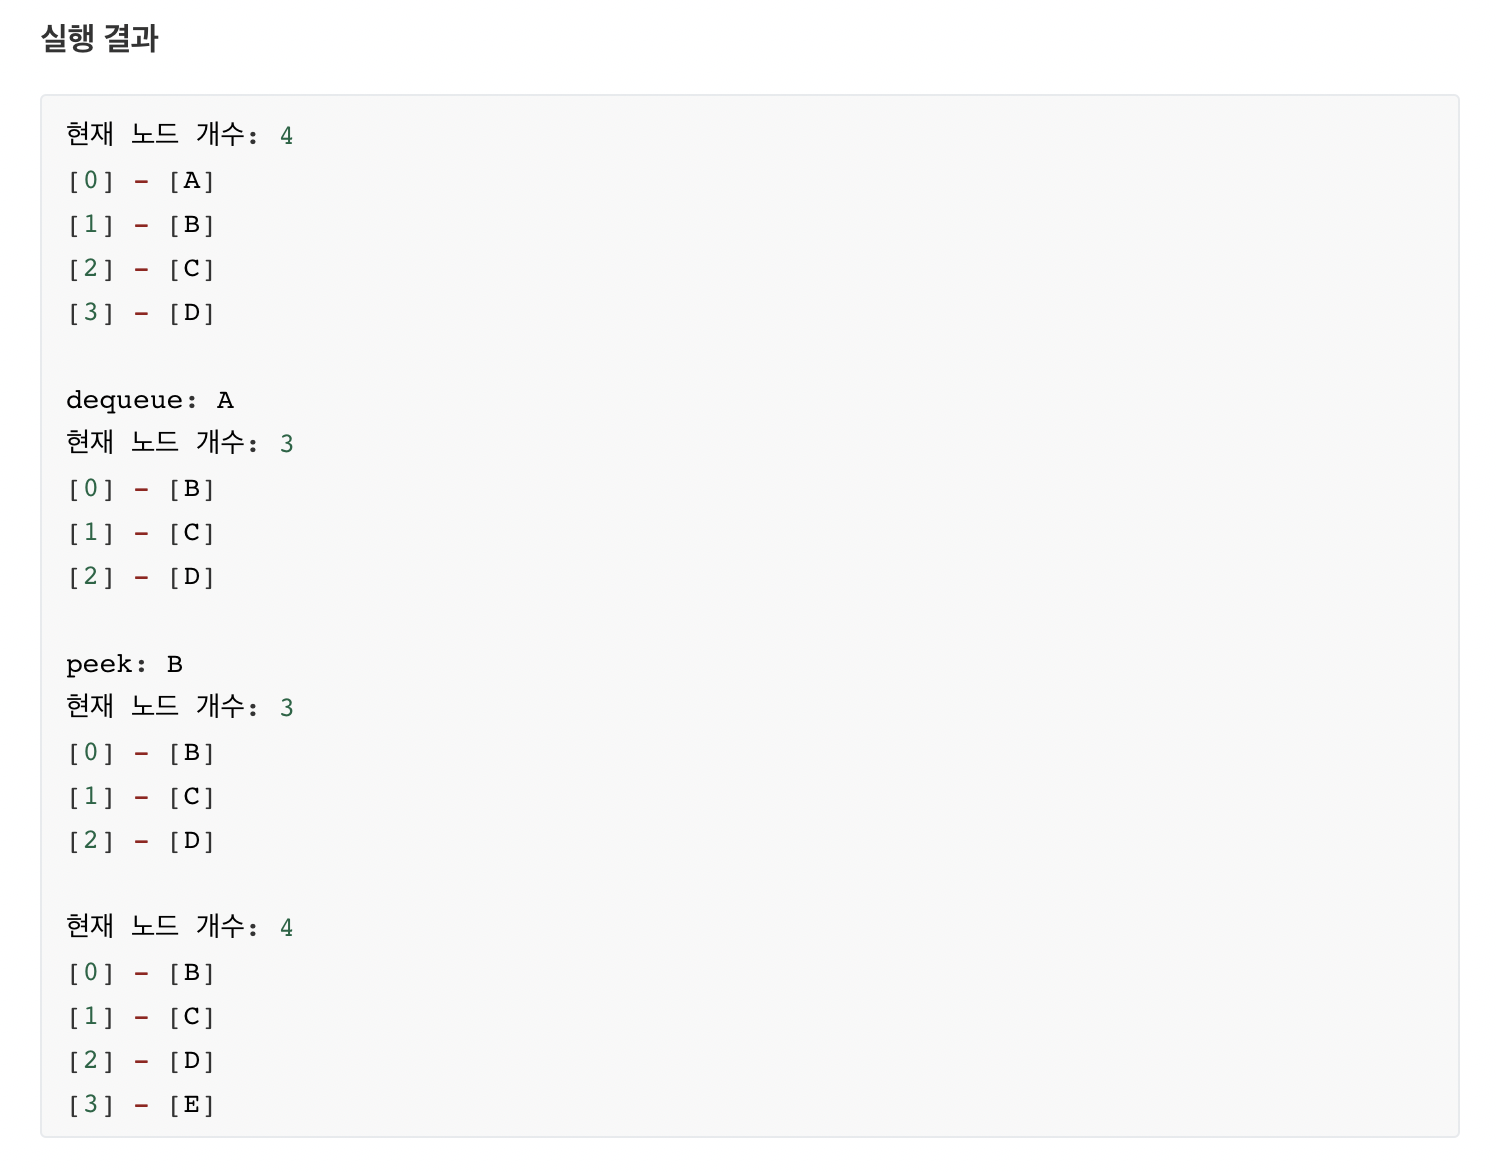 실행 결과
현재 노드 개수: 4
[0] - [A]
[1] - [B]
[2] - [C]
[3] - [D]
dequeue: A
현재 노드 개수: 3
[0] - [B]
[1] - [C]
[2] - [D]
peek: B
현재 노드 개수: 3
[0] - [B]
[1] - [C]
[2] - [D]
현재 노드 개수: 4
[0] - [B]
[1] - [C]
[2] - [D]
[3] - [E]